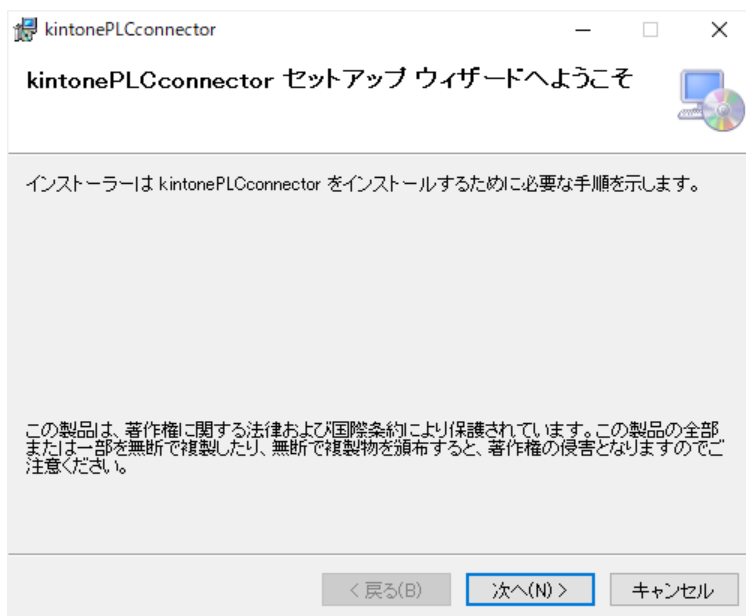 kintonePLCconnector
kintonePLCconnector セットアップ ウィザードへようこそ
インストーラーは kintonePLCconnector をインストールするために必要な手順を示します。
この製品は、著作権に関する法律および国際条約により保護されています。この製品の全部
または一部を無断で複製したり、無断で複製物を頒布すると、著作権の侵害となりますのでご
注意ください。
< 戻る(B)
次へ(N) >
キャンセル